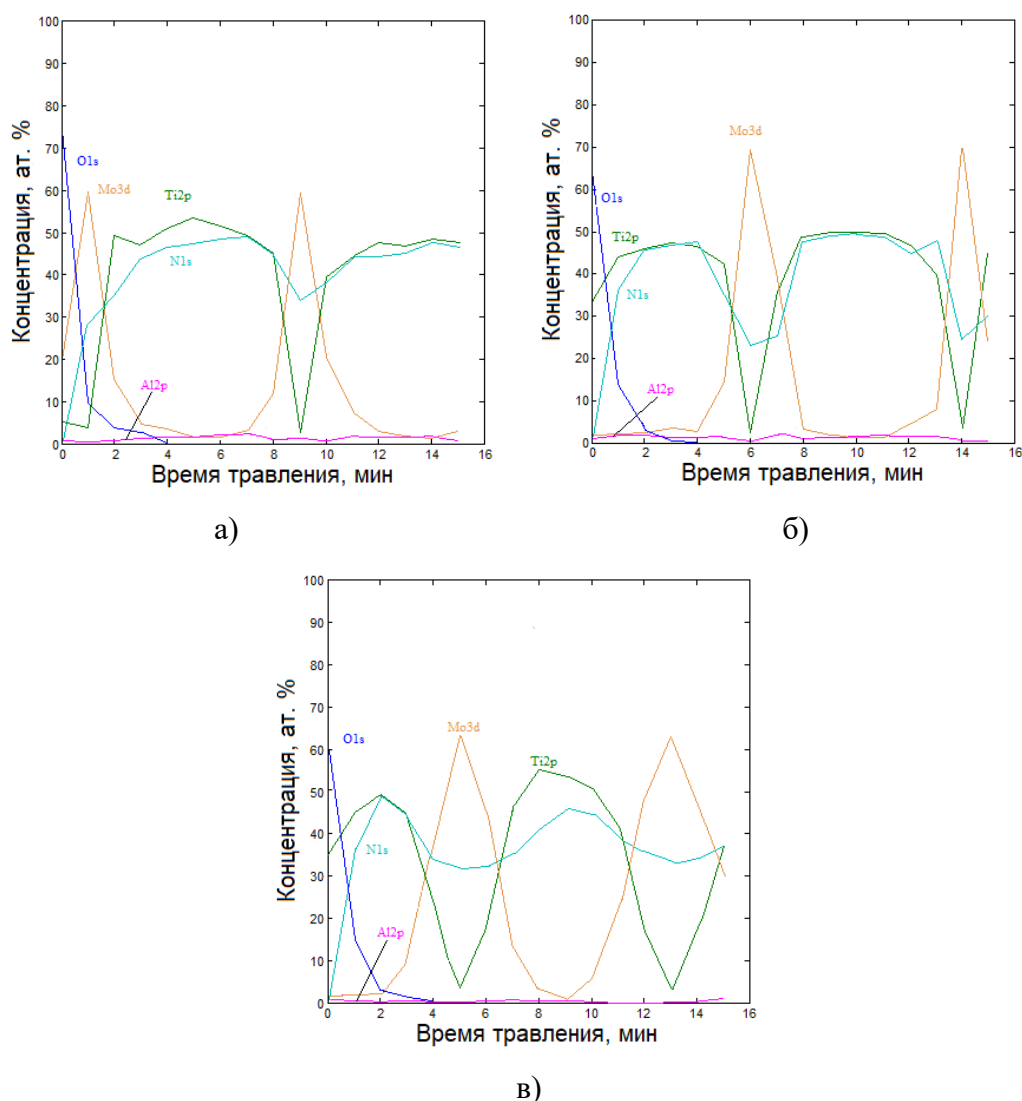 100
90
80
70
60
50
40
30
20
10
0
Концентрация, ат. %
O1s
Mo3d
Ti2p
N1s
Al2p
0 2 4 6 8 10 12 14 16
Время травления, мин
а)
100
90
80
70
60
50
40
30
20
10
0
Концентрация, ат. %
Mo3d
O1s
Ti2p
N1s
Al2p
0 2 4 6 8 10 12 14 16
Время травления, мин
б)
100
90
80
70
60
50
40
30
20
10
0
Концентрация, ат. %
Mo3d
O1s
Ti2p
N1s
Al2p
0 2 4 6 8 10 12 14 16
Время травления, мин
в)